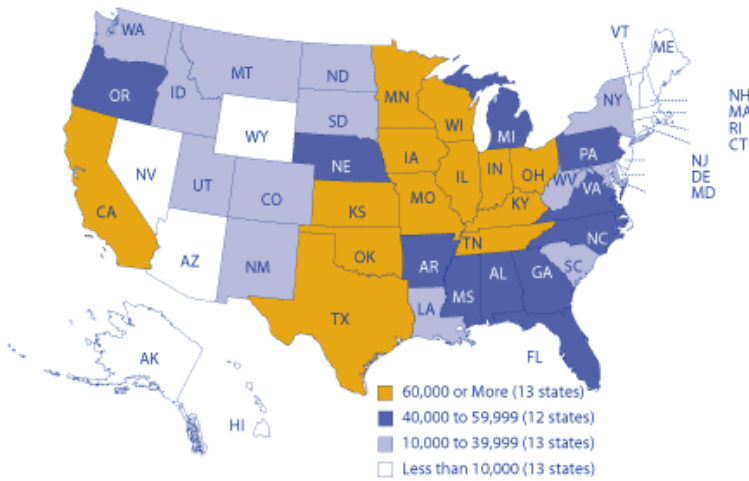 WA
VT
ME
MT
ND
MN
OR
ID
SD
WI
NY
NH
MA
RI
CT
WY
MI
NE
IA
PA
NJ
DE
MD
NV
UT
IL
IN
OH
WV
VA
CA
CO
KS
MO
KY
NC
TN
AZ
NM
OK
AR
SC
MS
AL
GA
TX
LA
AK
FL
HI
60,000 or More (13 states)
40,000 to 59,999 (12 states)
10,000 to 39,999 (13 states)
Less than 10,000 (13 states)